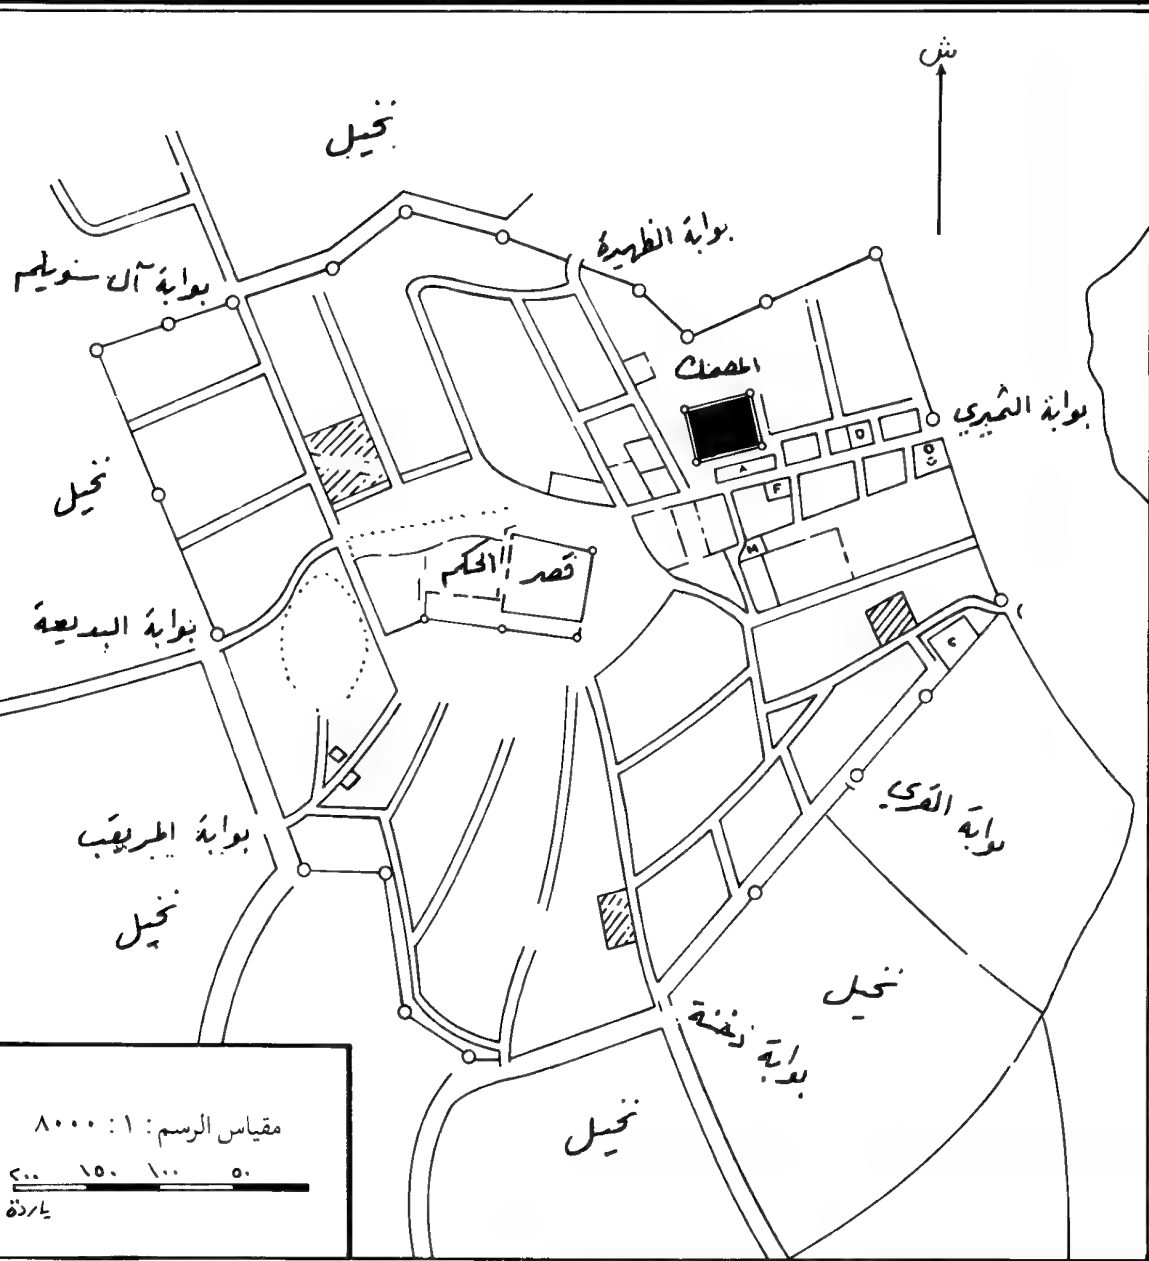 ش
نخيل
بوابة الظهيرة
بوابة آل سويلم
المصمك
بوابة الثميري
D
D
A
F
M
نخيل
قصر الحكم
بوابة البديعة
C
بوابة القري
بوابة المريقب
نخيل
نخيل
بوابة دخنة
نخيل
مقياس الرسم : ١ : ٨٠٠٠
٢٠٠ ١٥٠ ١٠٠ ٥٠
ياردة